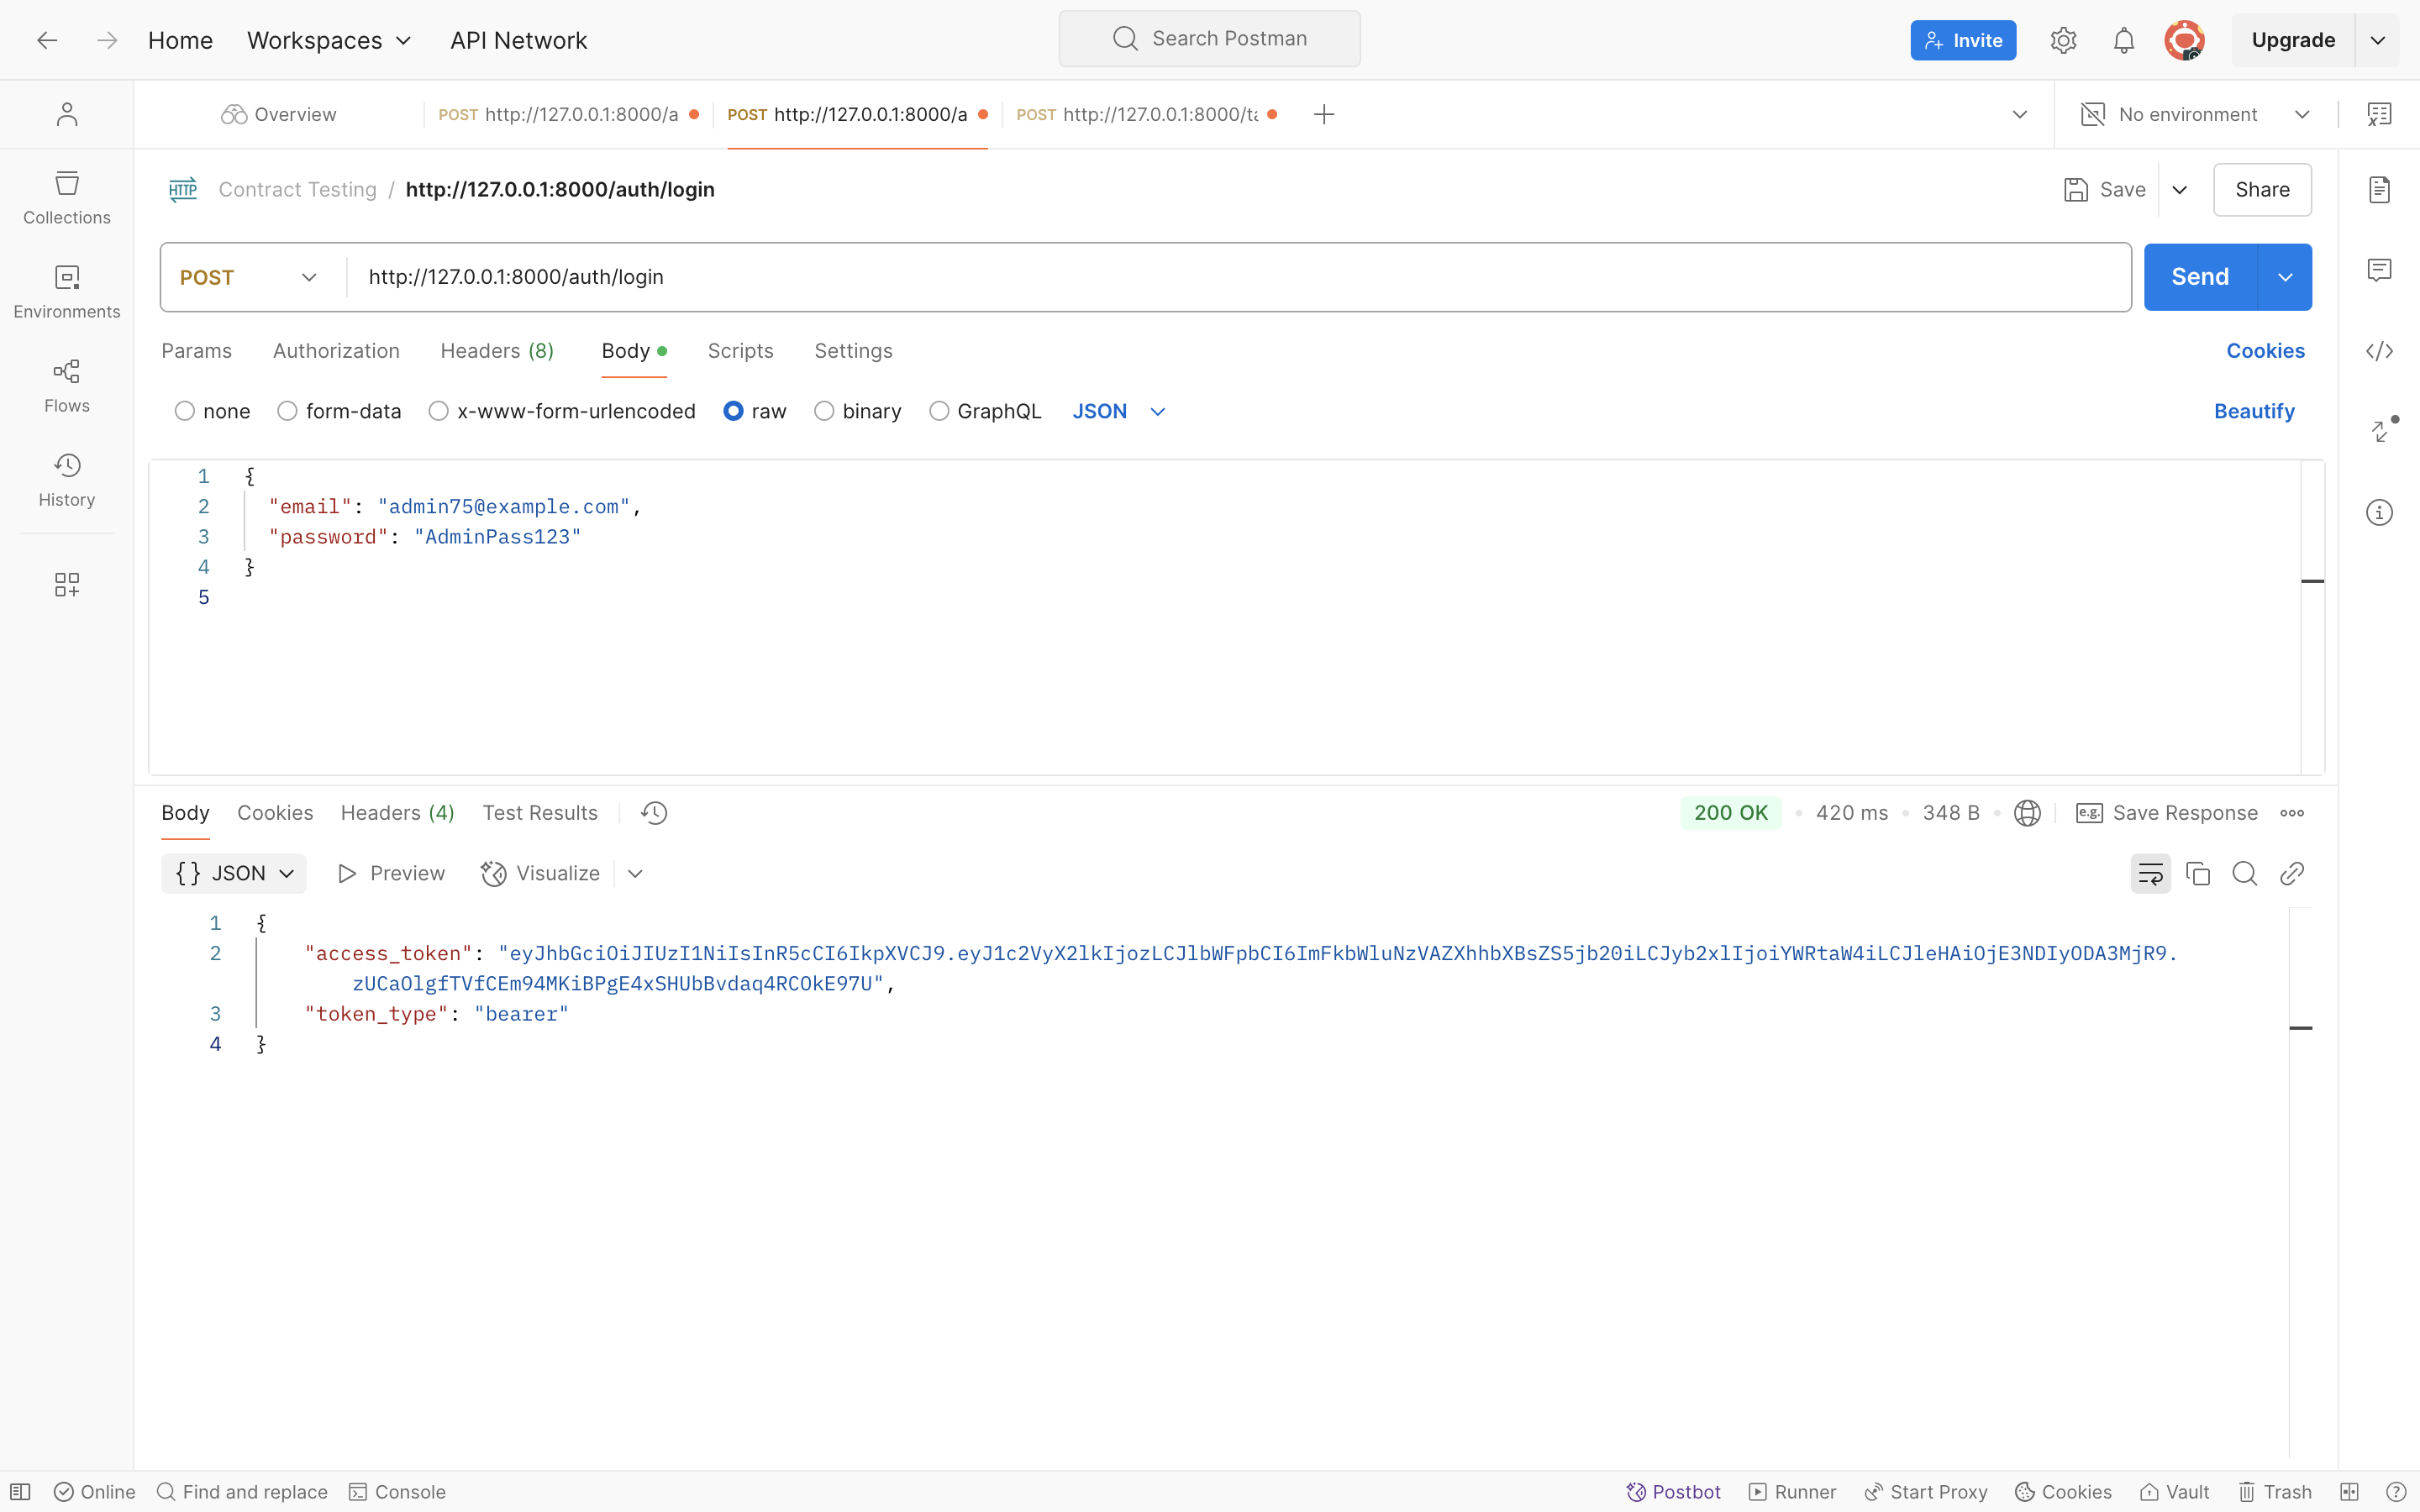 Home Workspaces API Network Search Postman Invite Upgrade
Overview POST http://127.0.0.1:8000/a POST http://127.0.0.1:8000/a POST http://127.0.0.1:8000/ta No environment
HTTP Contract Testing / http://127.0.0.1:8000/auth/login Save Share
Collections
Environments
Flows
History
POST http://127.0.0.1:8000/auth/login Send
Params Authorization Headers (8) Body Scripts Settings Cookies
none form-data x-www-form-urlencoded raw binary GraphQL JSON Beautify
1 {
2 "email": "admin75@example.com",
3 "password": "AdminPass123"
4 }
5
Body Cookies Headers (4) Test Results 200 OK • 420 ms • 348 B • e.g. Save Response
{} JSON Preview Visualize
1 {
2 "access_token": "eyJhbGciOiJIUzI1NiIsInR5cCI6IkpXVCJ9.eyJ1c2VyX2lkIjozLCJlbWFpbCI6ImFkbWluNzVAZXhhbXBsZS5jb20iLCJyb2xlIjoiYWRtaW4iLCJleHAiOjE3NDIyODA3MjR9.
zUCaOlgfTVfCEm94MKiBPgE4xSHUbBvdaq4RCOkE97U",
3 "token_type": "bearer"
4 }
Online Find and replace Console Postbot Runner Start Proxy Cookies Vault Trash